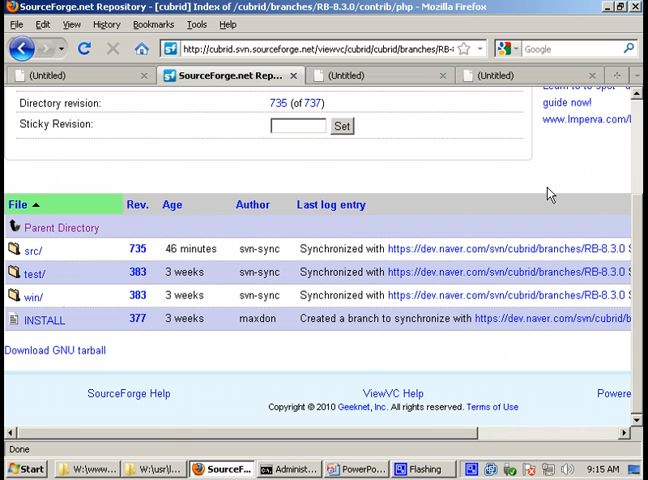 SourceForge.net Repository - [cubrid] Index of /cubrid/branches/RB-8.3.0/contrib/php - Mozilla Firefox
File Edit View History Bookmarks Tools Help
http://cubrid.svn.sourceforge.net/viewvc/cubrid/cubrid/branches/RB-8 Google
(Untitled) SourceForge.net Rep... (Untitled) (Untitled)
guide now!
Directory revision: 735 (of 737)
www.Imperva.com/
Sticky Revision: Set
File Rev. Age Author Last log entry
Parent Directory
src/ 735 46 minutes svn-sync Synchronized with https://dev.naver.com/svn/cubrid/branches/RB-8.3.0 S
test/ 383 3 weeks svn-sync Synchronized with https://dev.naver.com/svn/cubrid/branches/RB-8.3.0 S
win/ 383 3 weeks svn-sync Synchronized with https://dev.naver.com/svn/cubrid/branches/RB-8.3.0 S
INSTALL 377 3 weeks maxdon Created a branch to synchronize with https://dev.naver.com/svn/cubrid/b
Download GNU tarball
SourceForge Help ViewVC Help Powere
Copyright © 2010 Geeknet, Inc. All rights reserved. Terms of Use
Done
Start W:\www... W:\usr\l... SourceF... Administ... PowerPo... Flashing 9:15 AM